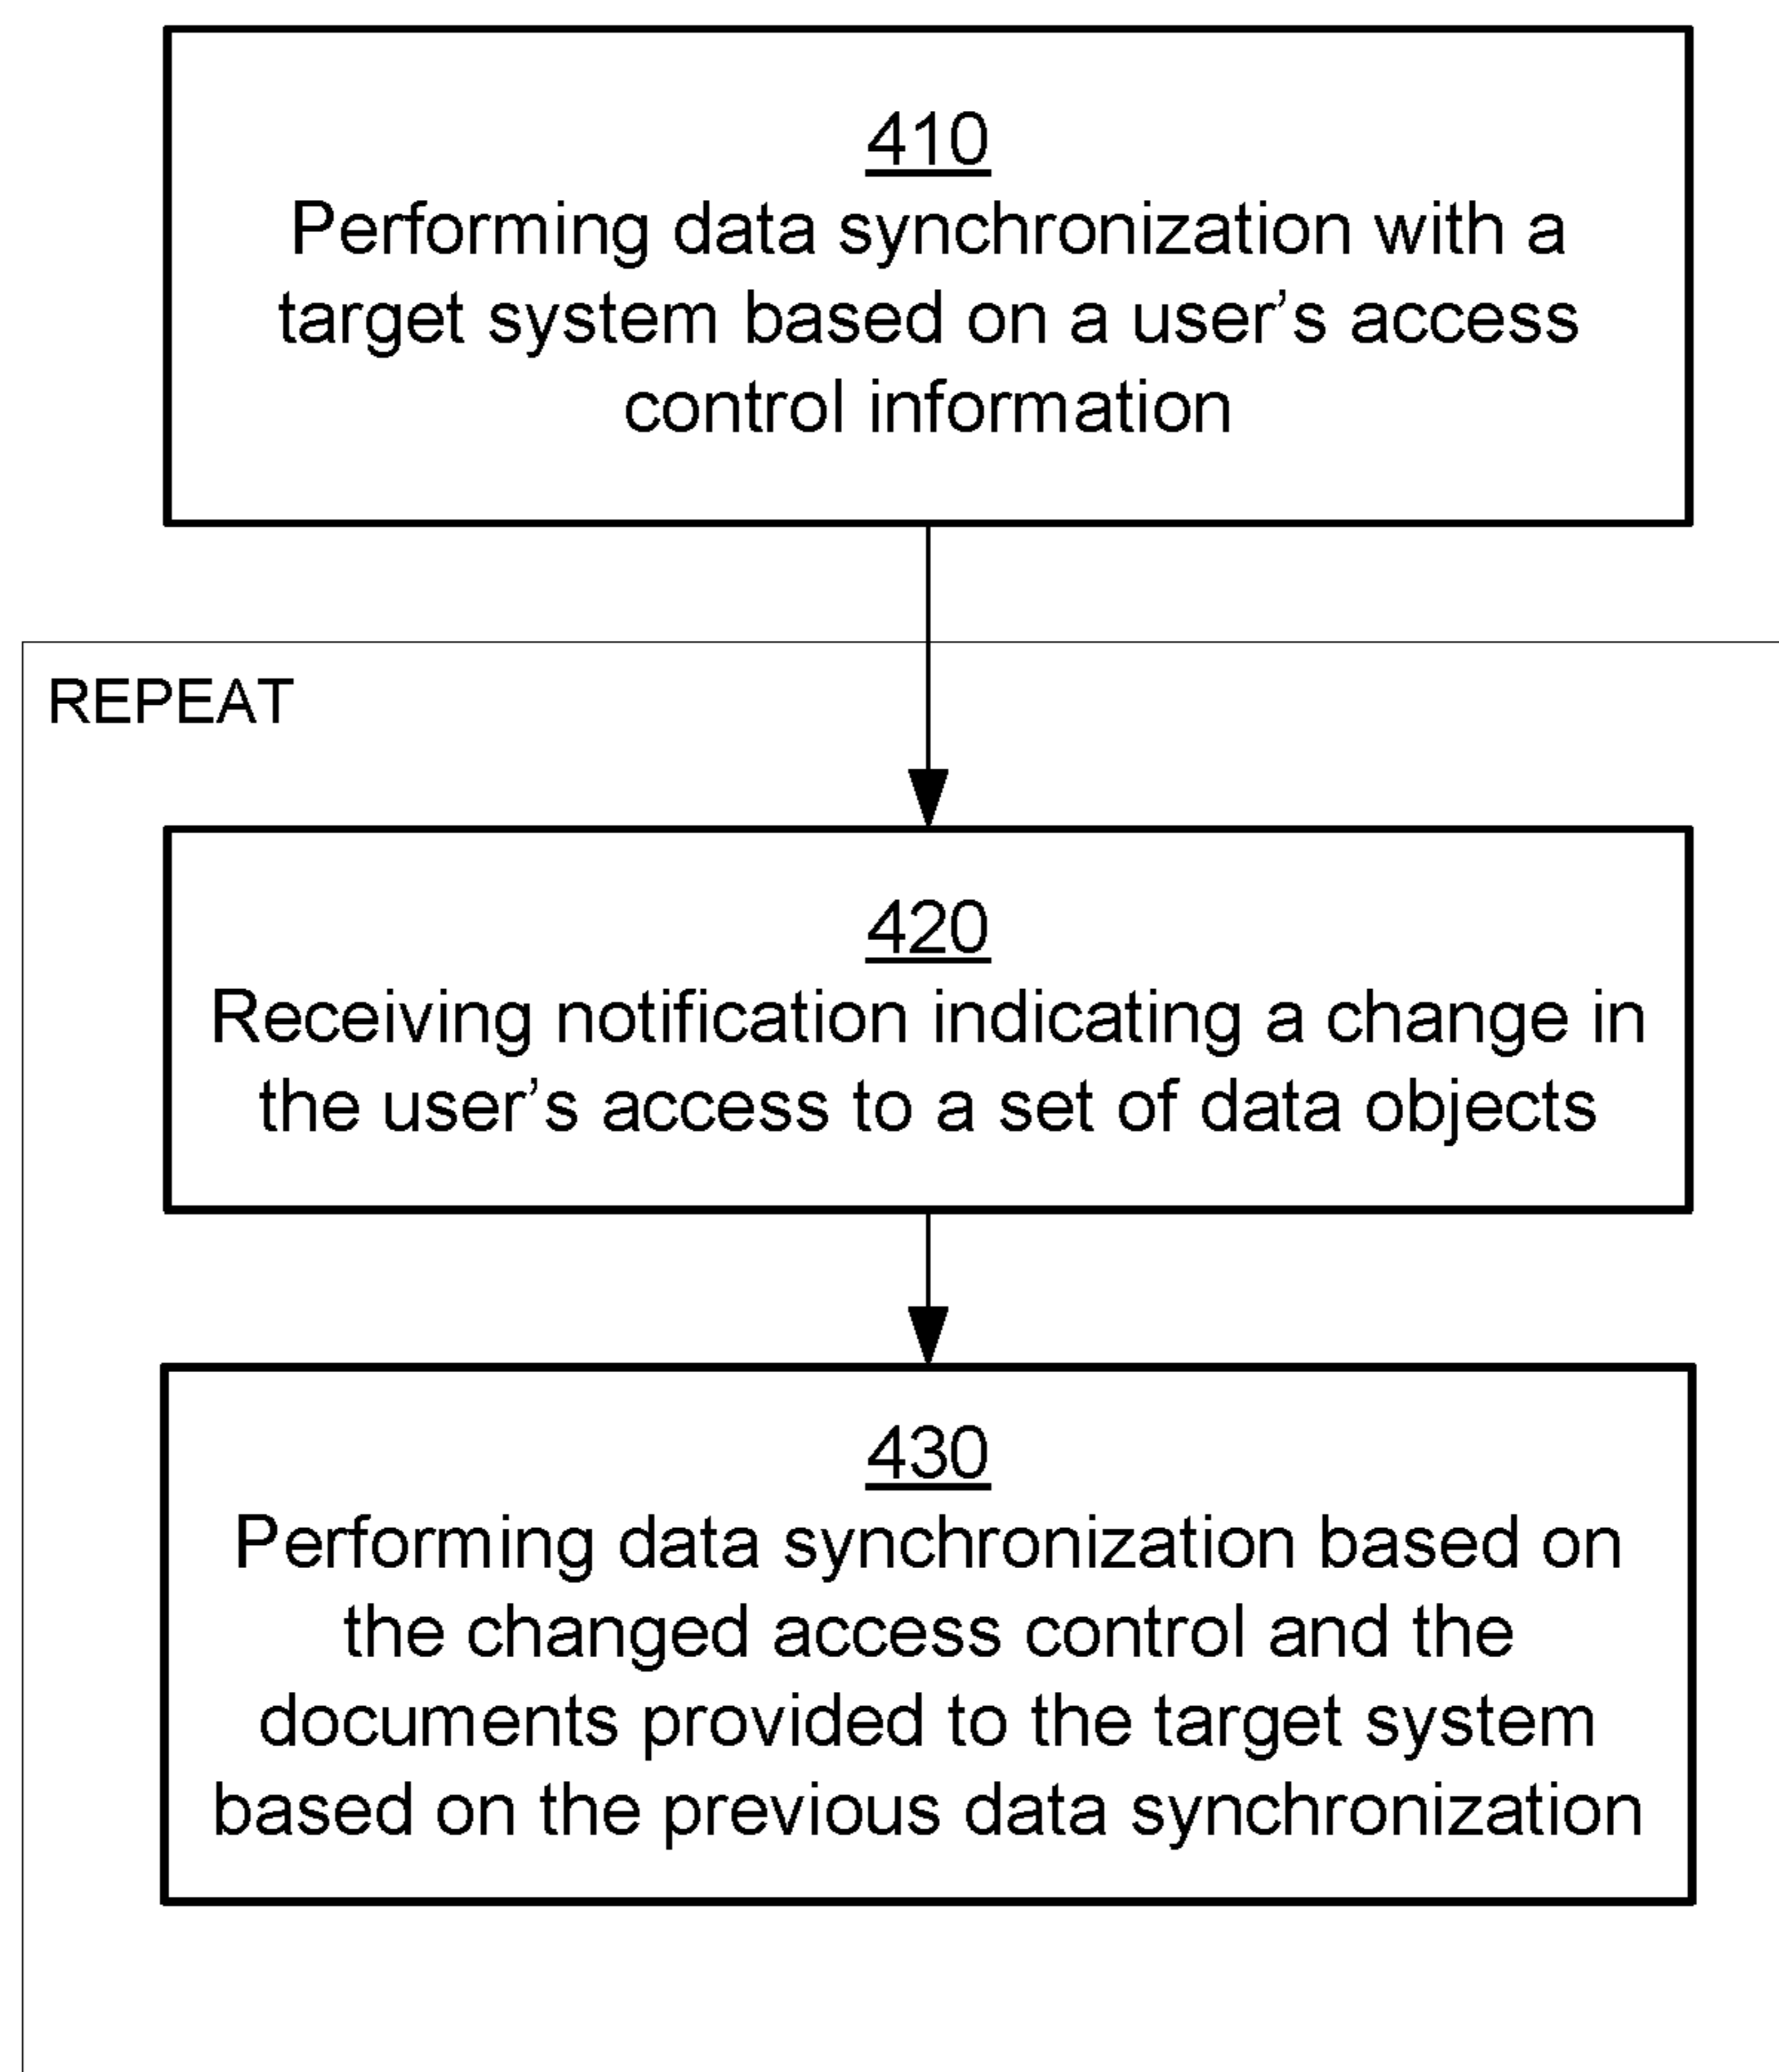 410
Performing data synchronization with a
target system based on a user’s access
control information
REPEAT
420
Receiving notification indicating a change in
the user’s access to a set of data objects
430
Performing data synchronization based on
the changed access control and the
documents provided to the target system
based on the previous data synchronization